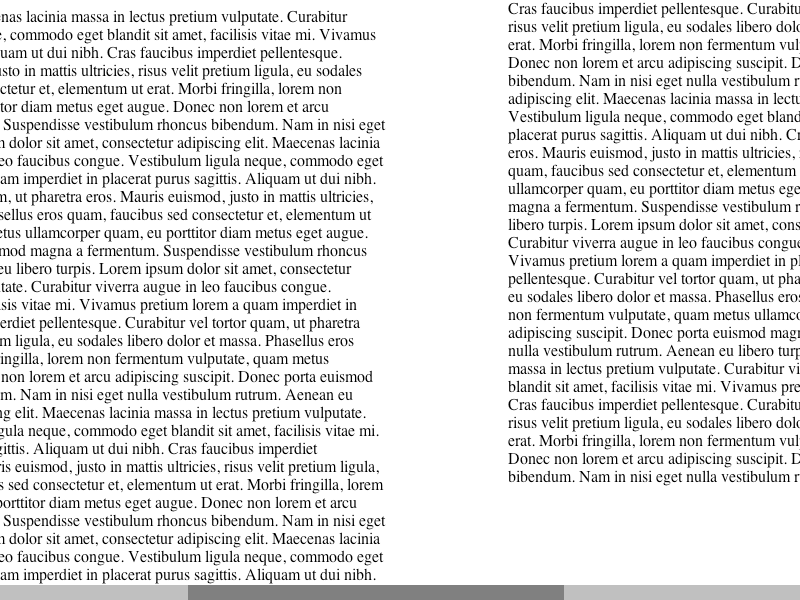 enas lacinia massa in lectus pretium vulputate. Curabitur
e, commodo eget blandit sit amet, facilisis vitae mi. Vivamus
uam ut dui nibh. Cras faucibus imperdiet pellentesque.
usto in mattis ultricies, risus velit pretium ligula, eu sodales
ctetur et, elementum ut erat. Morbi fringilla, lorem non
tor diam metus eget augue. Donec non lorem et arcu
Suspendisse vestibulum rhoncus bibendum. Nam in nisi eget
m dolor sit amet, consectetur adipiscing elit. Maecenas lacinia
eo faucibus congue. Vestibulum ligula neque, commodo eget
am imperdiet in placerat purus sagittis. Aliquam ut dui nibh.
n, ut pharetra eros. Mauris euismod, justo in mattis ultricies,
sellus eros quam, faucibus sed consectetur et, elementum ut
etus ullamcorper quam, eu porttitor diam metus eget augue.
mod magna a fermentum. Suspendisse vestibulum rhoncus
eu libero turpis. Lorem ipsum dolor sit amet, consectetur
tate. Curabitur viverra augue in leo faucibus congue.
sis vitae mi. Vivamus pretium lorem a quam imperdiet in
erdiet pellentesque. Curabitur vel tortor quam, ut pharetra
m ligula, eu sodales libero dolor et massa. Phasellus eros
ringilla, lorem non fermentum vulputate, quam metus
non lorem et arcu adipiscing suscipit. Donec porta euismod
m. Nam in nisi eget nulla vestibulum rutrum. Aenean eu
ng elit. Maecenas lacinia massa in lectus pretium vulputate.
gula neque, commodo eget blandit sit amet, facilisis vitae mi.
gittis. Aliquam ut dui nibh. Cras faucibus imperdiet
ris euismod, justo in mattis ultricies, risus velit pretium ligula,
s sed consectetur et, elementum ut erat. Morbi fringilla, lorem
porttitor diam metus eget augue. Donec non lorem et arcu
Suspendisse vestibulum rhoncus bibendum. Nam in nisi eget
m dolor sit amet, consectetur adipiscing elit. Maecenas lacinia
eo faucibus congue. Vestibulum ligula neque, commodo eget
am imperdiet in placerat purus sagittis. Aliquam ut dui nibh.
Cras faucibus imperdiet pellentesque. Curabitu
risus velit pretium ligula, eu sodales libero dolo
erat. Morbi fringilla, lorem non fermentum vul
Donec non lorem et arcu adipiscing suscipit. D
bibendum. Nam in nisi eget nulla vestibulum r
adipiscing elit. Maecenas lacinia massa in lectu
Vestibulum ligula neque, commodo eget bland
placerat purus sagittis. Aliquam ut dui nibh. Cr
eros. Mauris euismod, justo in mattis ultricies, 
quam, faucibus sed consectetur et, elementum 
ullamcorper quam, eu porttitor diam metus ege
magna a fermentum. Suspendisse vestibulum r
libero turpis. Lorem ipsum dolor sit amet, cons
Curabitur viverra augue in leo faucibus congue
Vivamus pretium lorem a quam imperdiet in pl
pellentesque. Curabitur vel tortor quam, ut pha
eu sodales libero dolor et massa. Phasellus eros
non fermentum vulputate, quam metus ullamco
adipiscing suscipit. Donec porta euismod magn
nulla vestibulum rutrum. Aenean eu libero turp
massa in lectus pretium vulputate. Curabitur vi
blandit sit amet, facilisis vitae mi. Vivamus pre
Cras faucibus imperdiet pellentesque. Curabitu
risus velit pretium ligula, eu sodales libero dolo
erat. Morbi fringilla, lorem non fermentum vul
Donec non lorem et arcu adipiscing suscipit. D
bibendum. Nam in nisi eget nulla vestibulum r